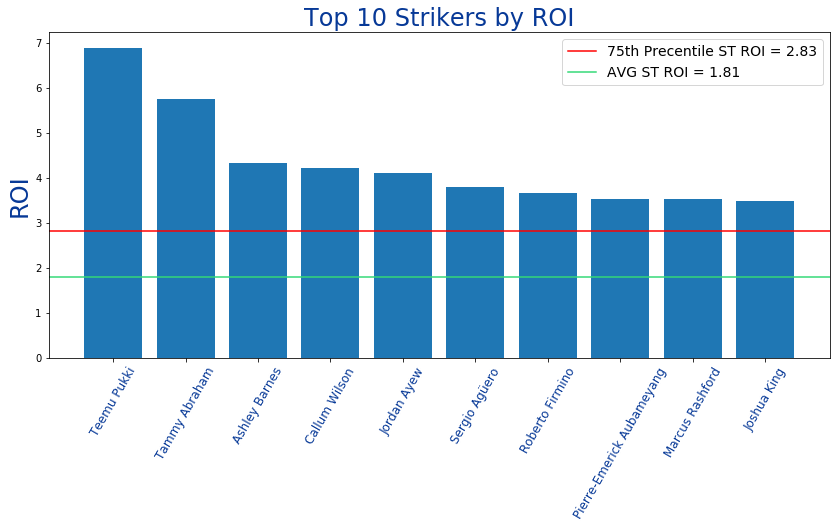 Top 10 Strikers by ROI
75th Precentile ST ROI = 2.83
AVG ST ROI = 1.81
ROI
7
6
5
4
3
2
1
0
Teemu Pukki
Tammy Abraham
Ashley Barnes
Callum Wilson
Jordan Ayew
Sergio Agüero
Roberto Firmino
Pierre-Emerick Aubameyang
Marcus Rashford
Joshua King